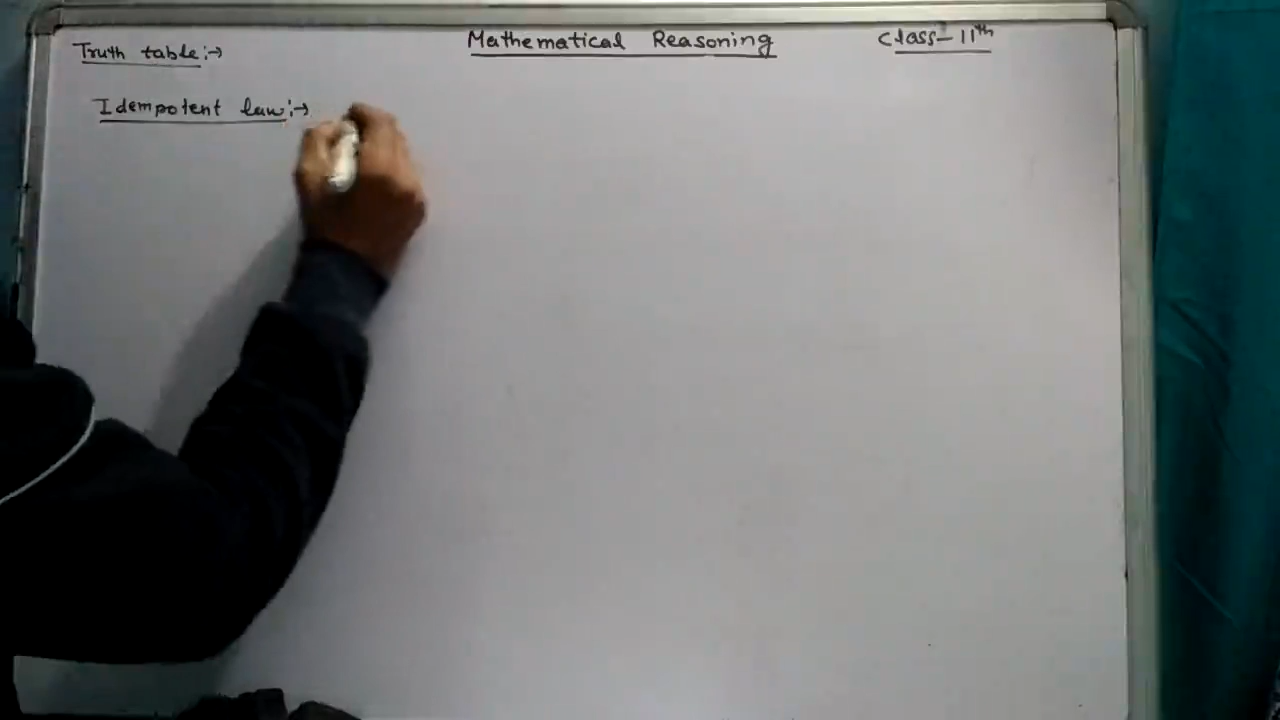 Mathematical Reasoning
Class- 11th
Truth table:→
Idempotent law:→